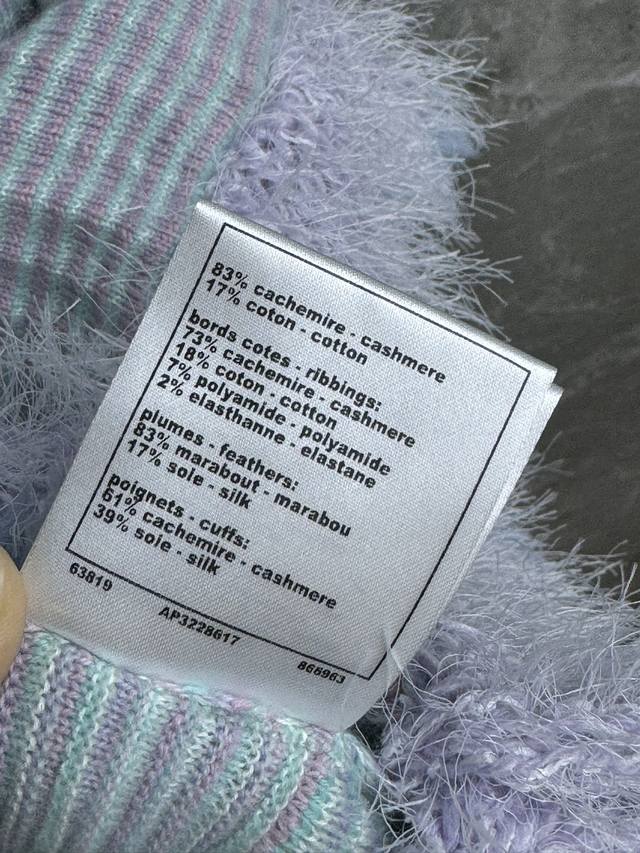 83% cachemire - cashmere
17% coton - cotton
bords cotes - ribbings:
73% cachemire - cashmere
18% coton - cotton
7% polyamide - polyamide
2% elasthanne - elastane
plumes - feathers:
83% marabout - marabou
17% soie - silk
poignets - cuffs:
61% cachemire - cashmere
39% soie - silk
63819
AP3228617
866963